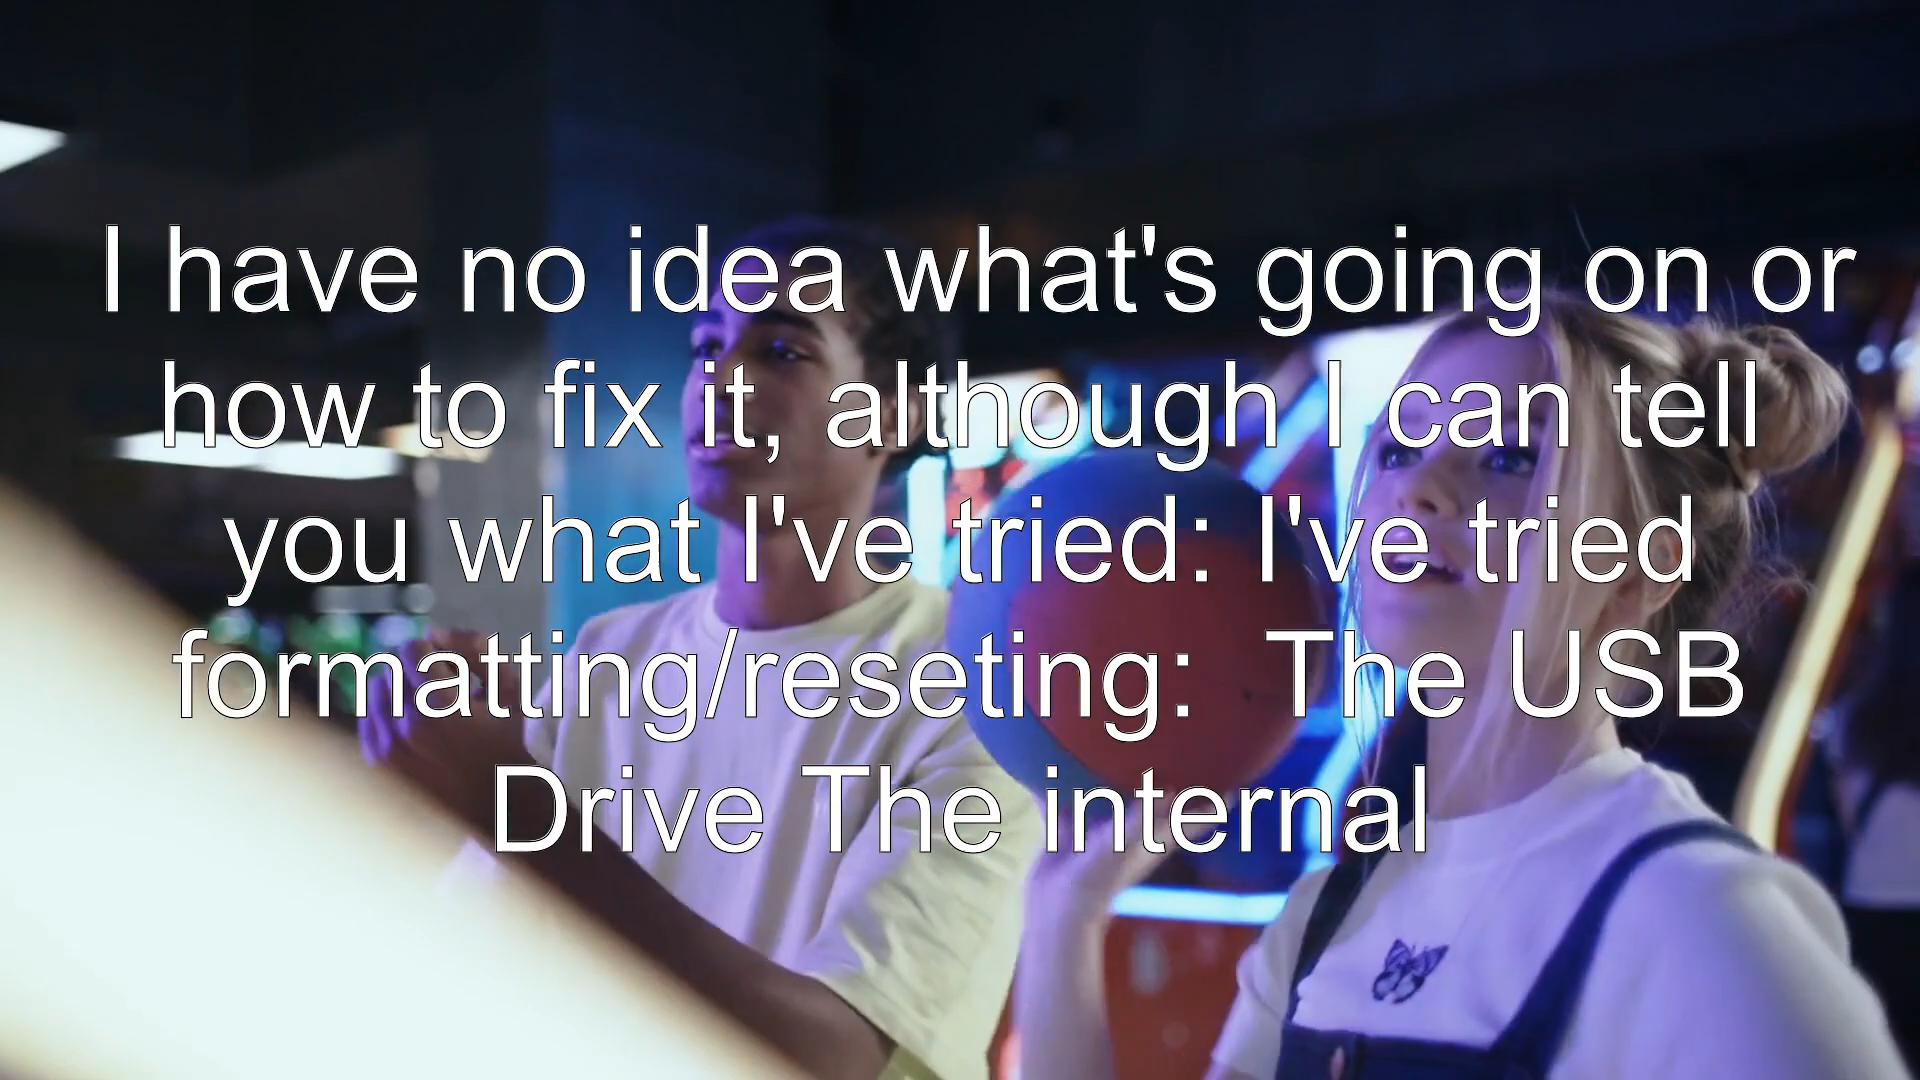 I have no idea what's going on or
how to fix it, although I can tell
you what I've tried: I've tried
formatting/reseting:  The USB
Drive The internal